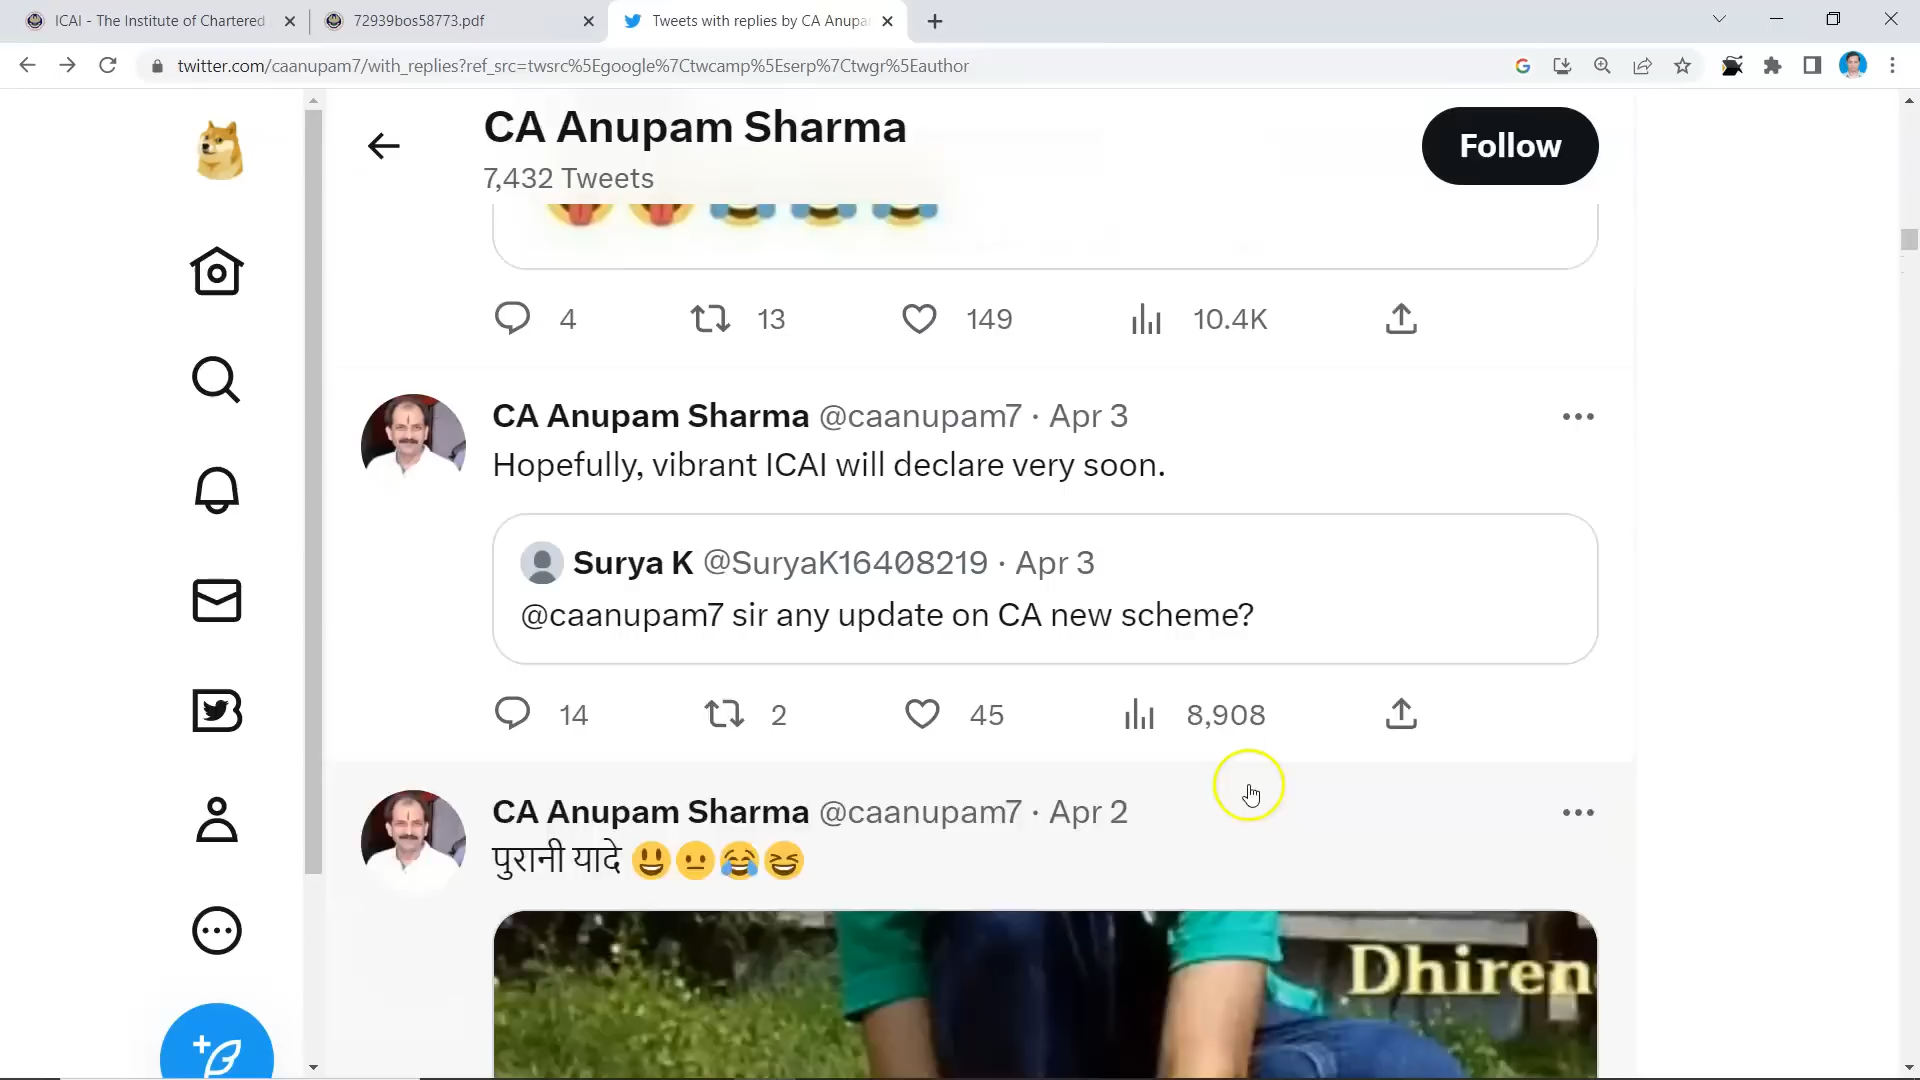 ICAI - The Institute of Chartered
72939bos58773.pdf
Tweets with replies by CA Anupa
twitter.com/caanupam7/with_replies?ref_src=twsrc%5Egoogle%7Ctwcamp%5Eserp%7Ctwgr%5Eauthor
CA Anupam Sharma
7,432 Tweets
Follow
4 13 149 10.4K
CA Anupam Sharma @caanupam7 · Apr 3
Hopefully, vibrant ICAI will declare very soon.
Surya K @SuryaK16408219 · Apr 3
@caanupam7 sir any update on CA new scheme?
14 2 45 8,908
CA Anupam Sharma @caanupam7 · Apr 2
पुरानी यादे 😃😐😂😆
Dhiren